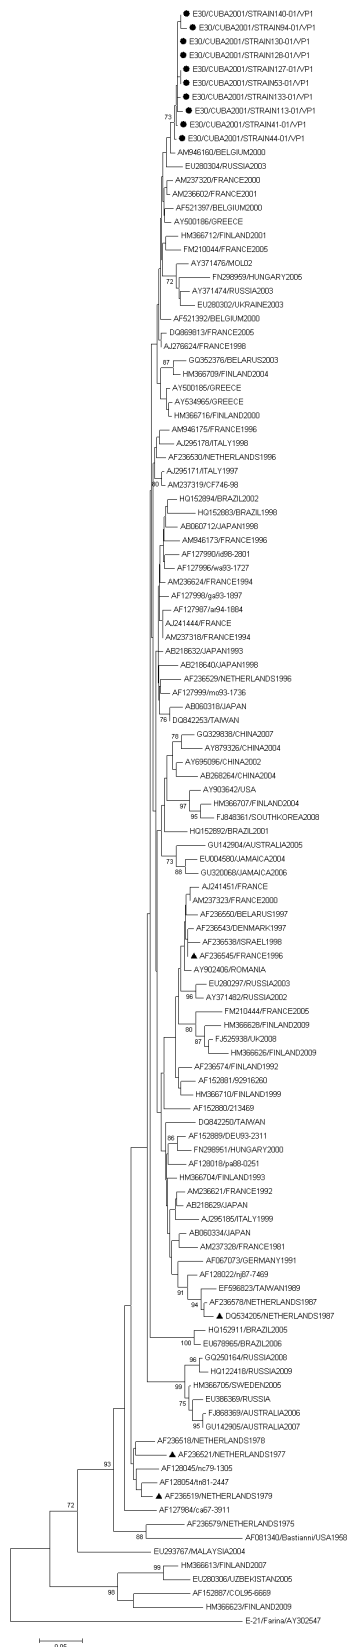 E30/CUBA2001/STRAIN140-01/VP1
E30/CUBA2001/STRAIN94-01/VP1
E30/CUBA2001/STRAIN130-01/VP1
E30/CUBA2001/STRAIN128-01/VP1
E30/CUBA2001/STRAIN127-01/VP1
E30/CUBA2001/STRAIN53-01/VP1
E30/CUBA2001/STRAIN133-01/VP1
E30/CUBA2001/STRAIN113-01/VP1
73
E30/CUBA2001/STRAIN41-01/VP1
E30/CUBA2001/STRAIN44-01/VP1
AM946160/BELGIUM2000
EU280304/RUSSIA2003
AM237320/FRANCE2000
AM236602/FRANCE2001
AF521397/BELGIUM2000
AY500186/GREECE
HM366712/FINLAND2001
FM210044/FRANCE2005
AY371476/MOL02
72
FN298959/HUNGARY2005
AY371474/RUSSIA2003
EU280302/UKRAINE2003
AF521392/BELGIUM2000
DQ869813/FRANCE2005
AJ276624/FRANCE1998
87
GQ352376/BELARUS2003
HM366709/FINLAND2004
AY500185/GREECE
AY534965/GREECE
HM366716/FINLAND2000
AM946175/FRANCE1996
AJ295178/ITALY1998
AF236530/NETHERLANDS1996
AJ295171/ITALY1997
80
AM237319/CF746-98
HQ152894/BRAZIL2002
HQ152883/BRAZIL1998
AB060712/JAPAN1998
AM946173/FRANCE1996
AF127990/id98-2801
AF127996/wa93-1727
AM236624/FRANCE1994
AF127998/ga93-1897
AF127987/ar94-1884
AJ241444/FRANCE
AM237318/FRANCE1994
AB218632/JAPAN1993
AB218640/JAPAN1998
AF236529/NETHERLANDS1996
AF127999/mo93-1736
AB060318/JAPAN
76
DQ842253/TAIWAN
78
GQ329838/CHINA2007
AY879326/CHINA2004
AY695096/CHINA2002
AB268264/CHINA2004
AY903642/USA
97
HM366707/FINLAND2004
95
FJ848361/SOUTHKOREA2008
HQ152892/BRAZIL2001
GU142904/AUSTRALIA2005
73
EU004580/JAMAICA2004
88
GU320068/JAMAICA2006
AJ241451/FRANCE
AM237323/FRANCE2000
AF236550/BELARUS1997
AF236543/DENMARK1997
AF236538/ISRAEL1998
AF236545/FRANCE1996
AY902406/ROMANIA
EU280297/RUSSIA2003
96
AY371482/RUSSIA2002
FM210444/FRANCE2005
80
HM366628/FINLAND2009
87
FJ525938/UK2008
HM366626/FINLAND2009
AF236574/FINLAND1992
AF152881/92916260
HM366710/FINLAND1999
AF152880/213469
DQ842250/TAIWAN
66
AF152889/DEU93-2311
FN298951/HUNGARY2000
AF128018/pa88-0251
HM366704/FINLAND1993
AM236621/FRANCE1992
AB218629/JAPAN
AJ295185/ITALY1999
AB060334/JAPAN
AM237328/FRANCE1981
AF067073/GERMANY1991
91
AF128022/nj87-7469
EF596823/TAIWAN1989
94
AF236578/NETHERLANDS1987
DQ534205/NETHERLANDS1987
HQ152911/BRAZIL2005
100
EU678965/BRAZIL2006
96
GQ250164/RUSSIA2008
HQ122418/RUSSIA2009
99
HM366705/SWEDEN2005
75
EU386369/RUSSIA
FJ868369/AUSTRALIA2006
95
GU142905/AUSTRALIA2007
AF236518/NETHERLANDS1978
AF236521/NETHERLANDS1977
93
AF128045/nc79-1305
AF128054/tn81-2447
AF236519/NETHERLANDS1979
72
AF127984/ca67-3911
AF236579/NETHERLANDS1975
88
AF081340/Bastianni/USA1958
EU293767/MALAYSIA2004
99
HM366613/FINLAND2007
EU280306/UZBEKISTAN2005
98
AF152887/COL95-6669
HM366623/FINLAND2009
E-21/Farina/AY302547
0.05